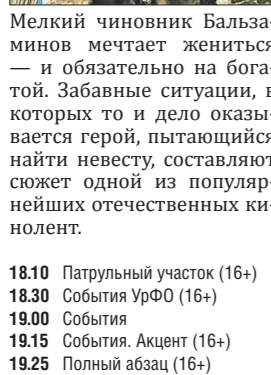 Мелкий чиновник Бальза-
минов мечтает жениться
— и обязательно на бога-
той. Забавные ситуации, в
которых то и дело оказы-
вается герой, пытающийся
найти невесту, составляют
сюжет одной из популяр-
нейших отечественных ки-
нолент.
18.10 Патрульный участок (16+)
18.30 События УрФО (16+)
19.00 События
19.15 События. Акцент (16+)
19.25 Полный абзац (16+)